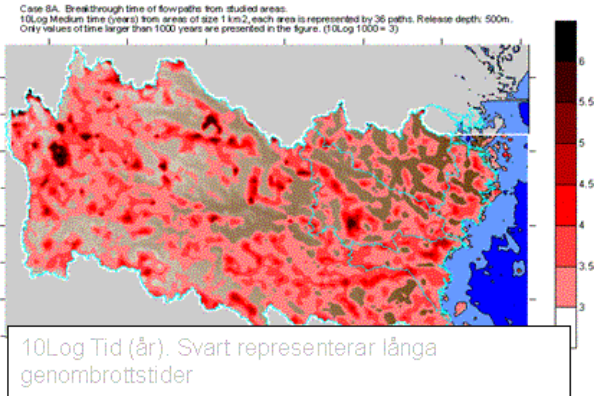 Case 8A. Breakthrough time of flow paths from studied areas.
10Log Medium time (years) from areas of size 1 km2, each area is represented by 36 paths. Release depth: 500m.
Only values of time larger than 1000 years are presented in the figure. (10Log 1000 = 3)
6
5.5
5
4.5
4
3.5
3
10Log Tid (år). Svart representerar långa
genombrottstider